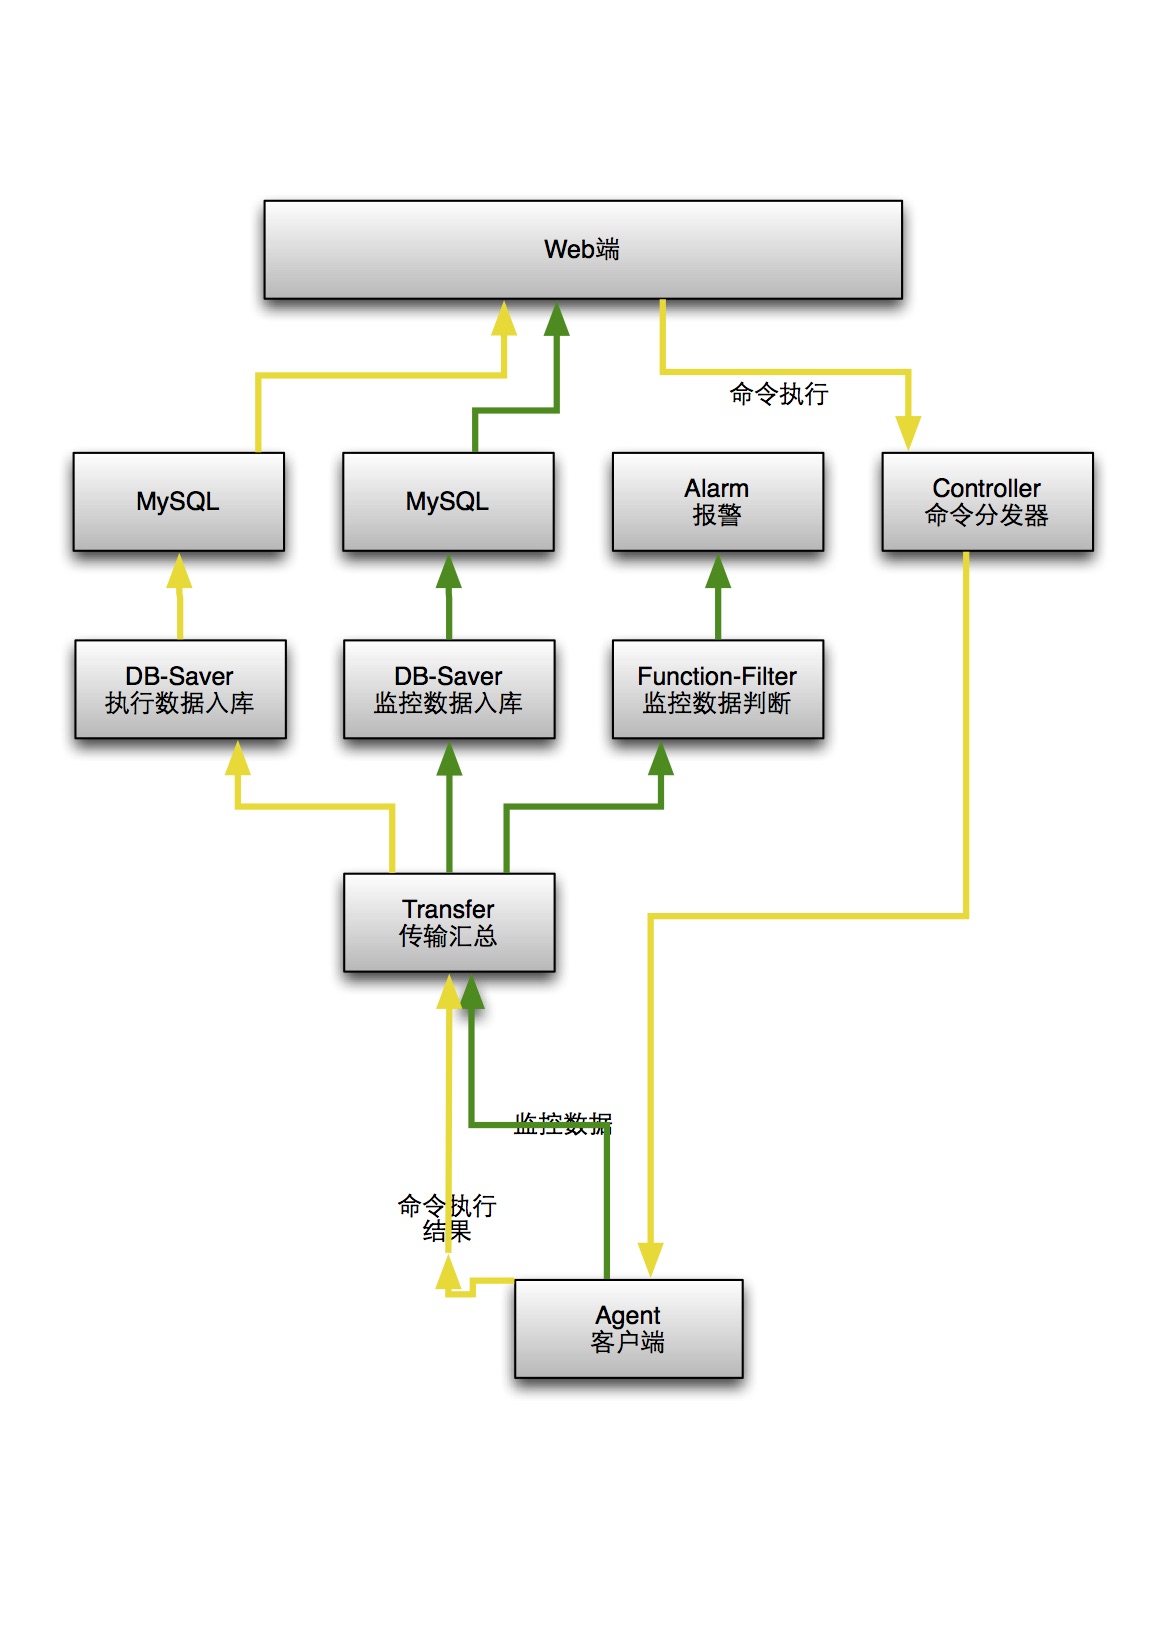 Web端
命令执行
MySQL
MySQL
Alarm
报警
Controller
命令分发器
DB-Saver
执行数据入库
DB-Saver
监控数据入库
Function-Filter
监控数据判断
Transfer
传输汇总
监控数据
命令执行
结果
Agent
客户端